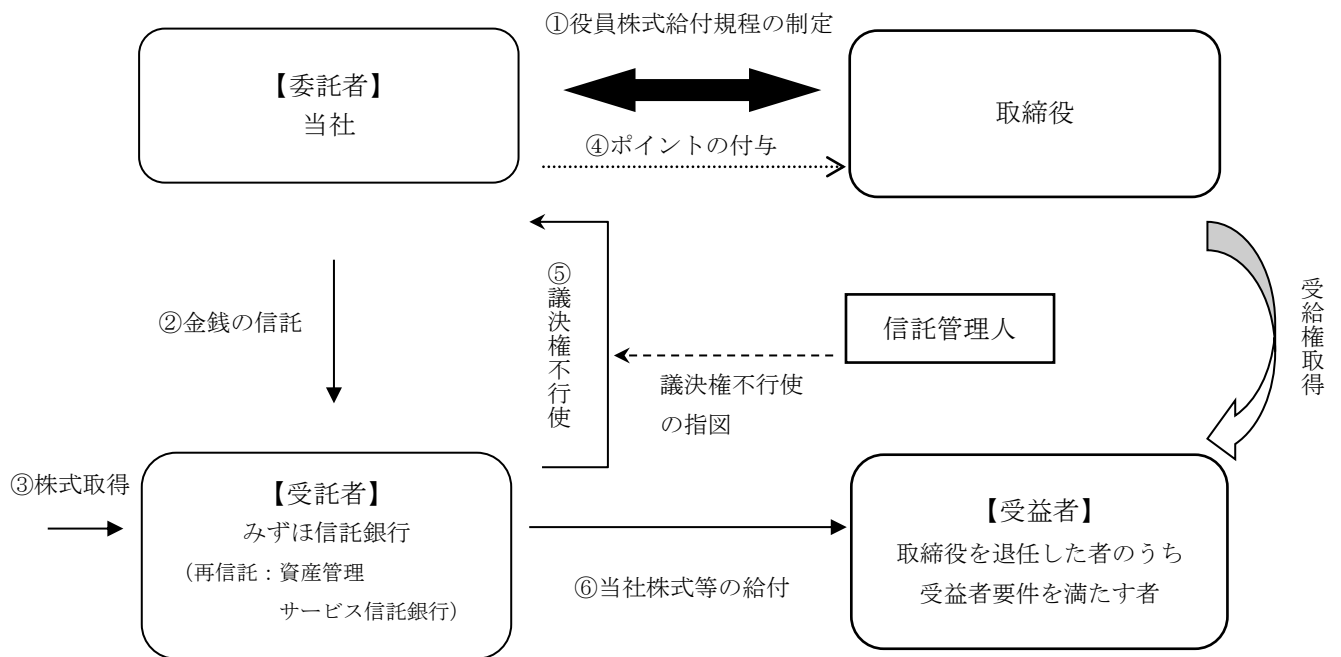 ①役員株式給付規程の制定
【委託者】
当社
取締役
④ポイントの付与
②金銭の信託
⑤議決権不行使
信託管理人
議決権不行使
の指図
受給権取得
③株式取得
【受託者】
みずほ信託銀行
(再信託:資産管理
サービス信託銀行)
⑥当社株式等の給付
【受益者】
取締役を退任した者のうち
受益者要件を満たす者